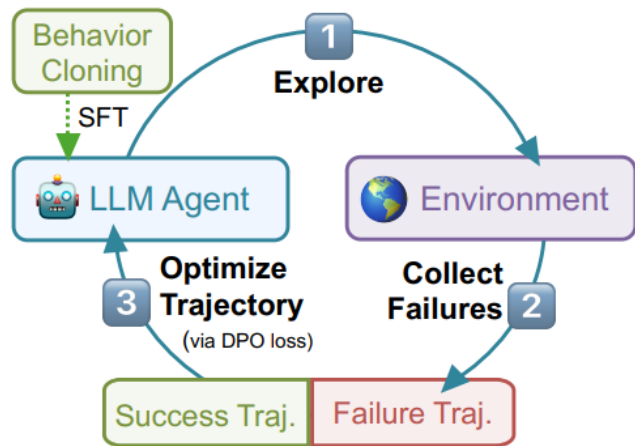 Behavior
Cloning
SFT
1
Explore
LLM Agent
Environment
Optimize
Trajectory
(via DPO loss)
3
Collect
Failures
2
Success Traj.
Failure Traj.